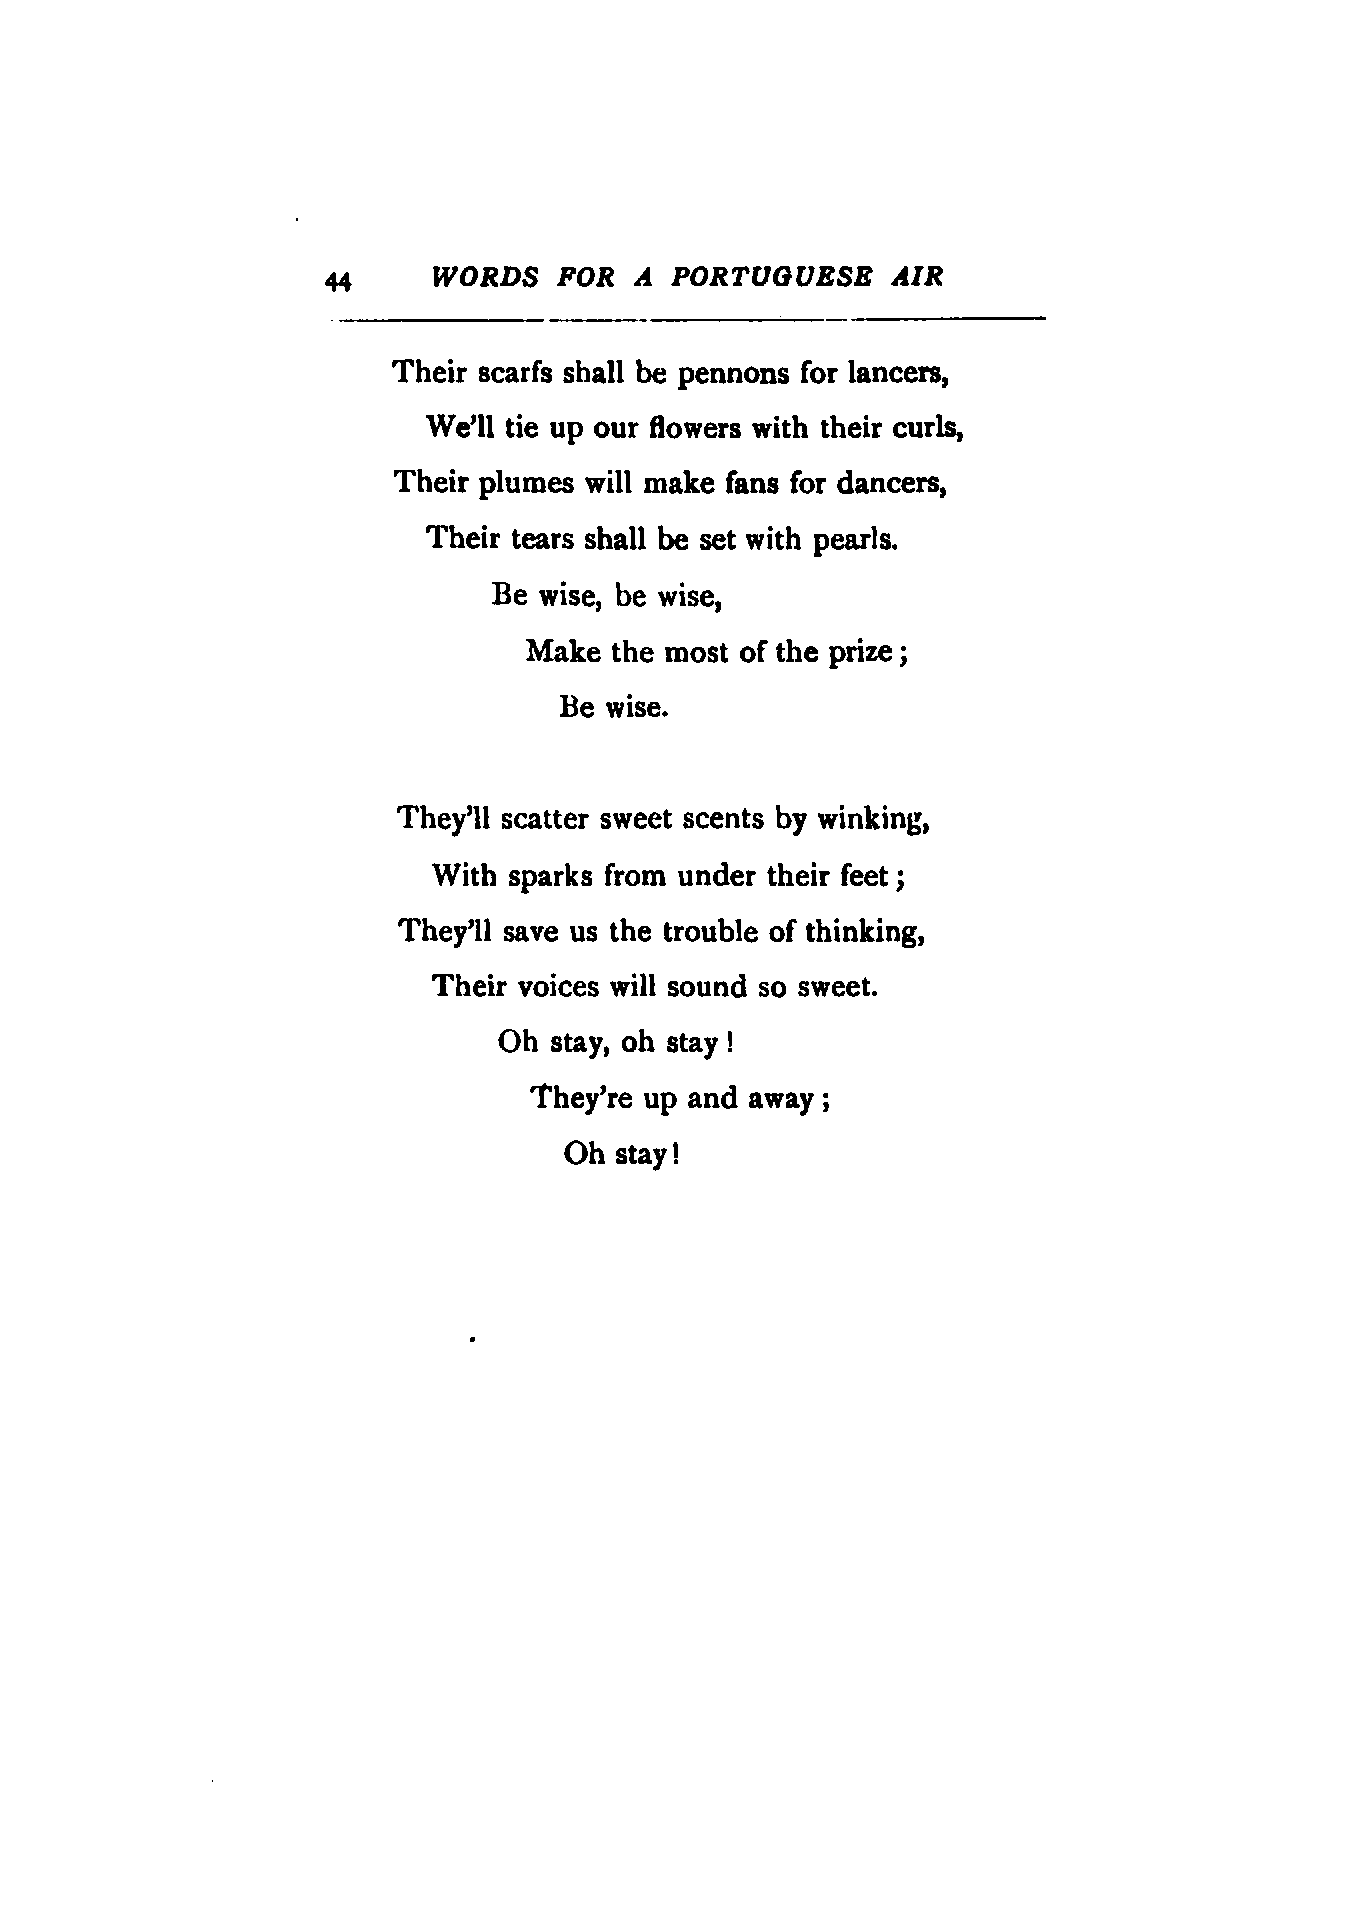 44 WORDS FOR A PORTUGUESE AIR
Their scarfs shall be pennons for lancers,
We'll tie up our flowers with their curls,
Their plumes will make fans for dancers,
Their tears shall be set with pearls.
Be wise, be wise,
Make the most of the prize ;
Be wise.
They'll scatter sweet scents by winking,
With sparks from under their feet ;
They'll save us the trouble of thinking,
Their voices will sound so sweet.
Oh stay, oh stay !
They're up and away ;
Oh stay !